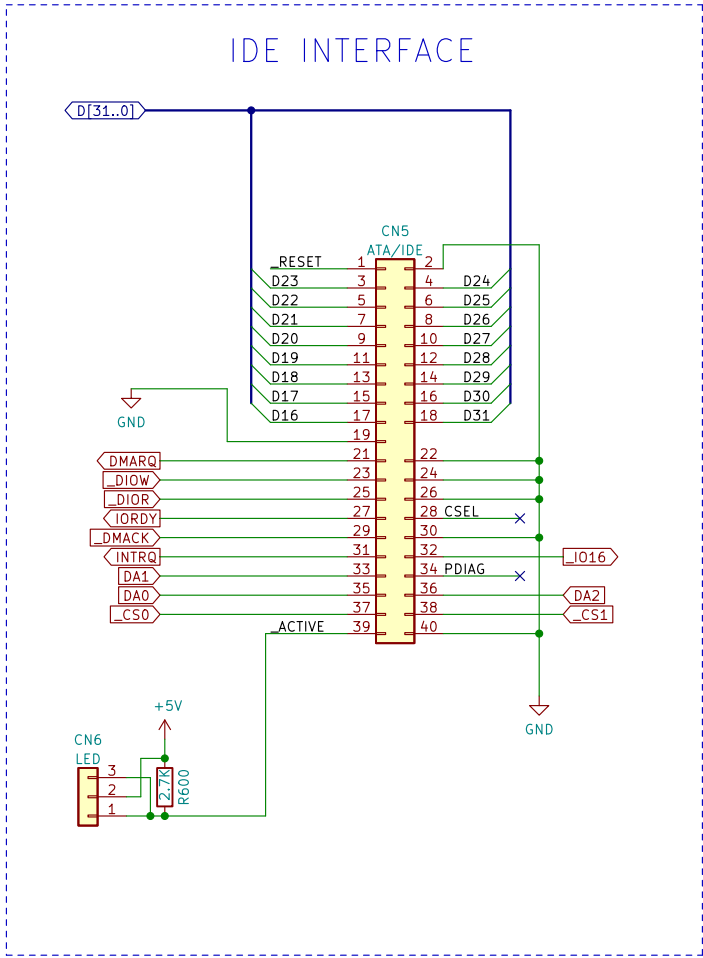 IDE INTERFACE
D[31..0]
CN5
ATA/IDE
_RESET 1 2
D23 3 4 D24
D22 5 6 D25
D21 7 8 D26
D20 9 10 D27
D19 11 12 D28
D18 13 14 D29
D17 15 16 D30
D16 17 18 D31
GND
19
DMARQ 21 22
_DIOW 23 24
_DIOR 25 26
IORDY 27 28 CSEL
_DMACK 29 30
INTRQ 31 32 _IO16
DA1 33 34 PDIAG
DA0 35 36 DA2
_CS0 37 38 _CS1
_ACTIVE 39 40
+5V
GND
CN6
LED
3
2
1
2.7K
R600